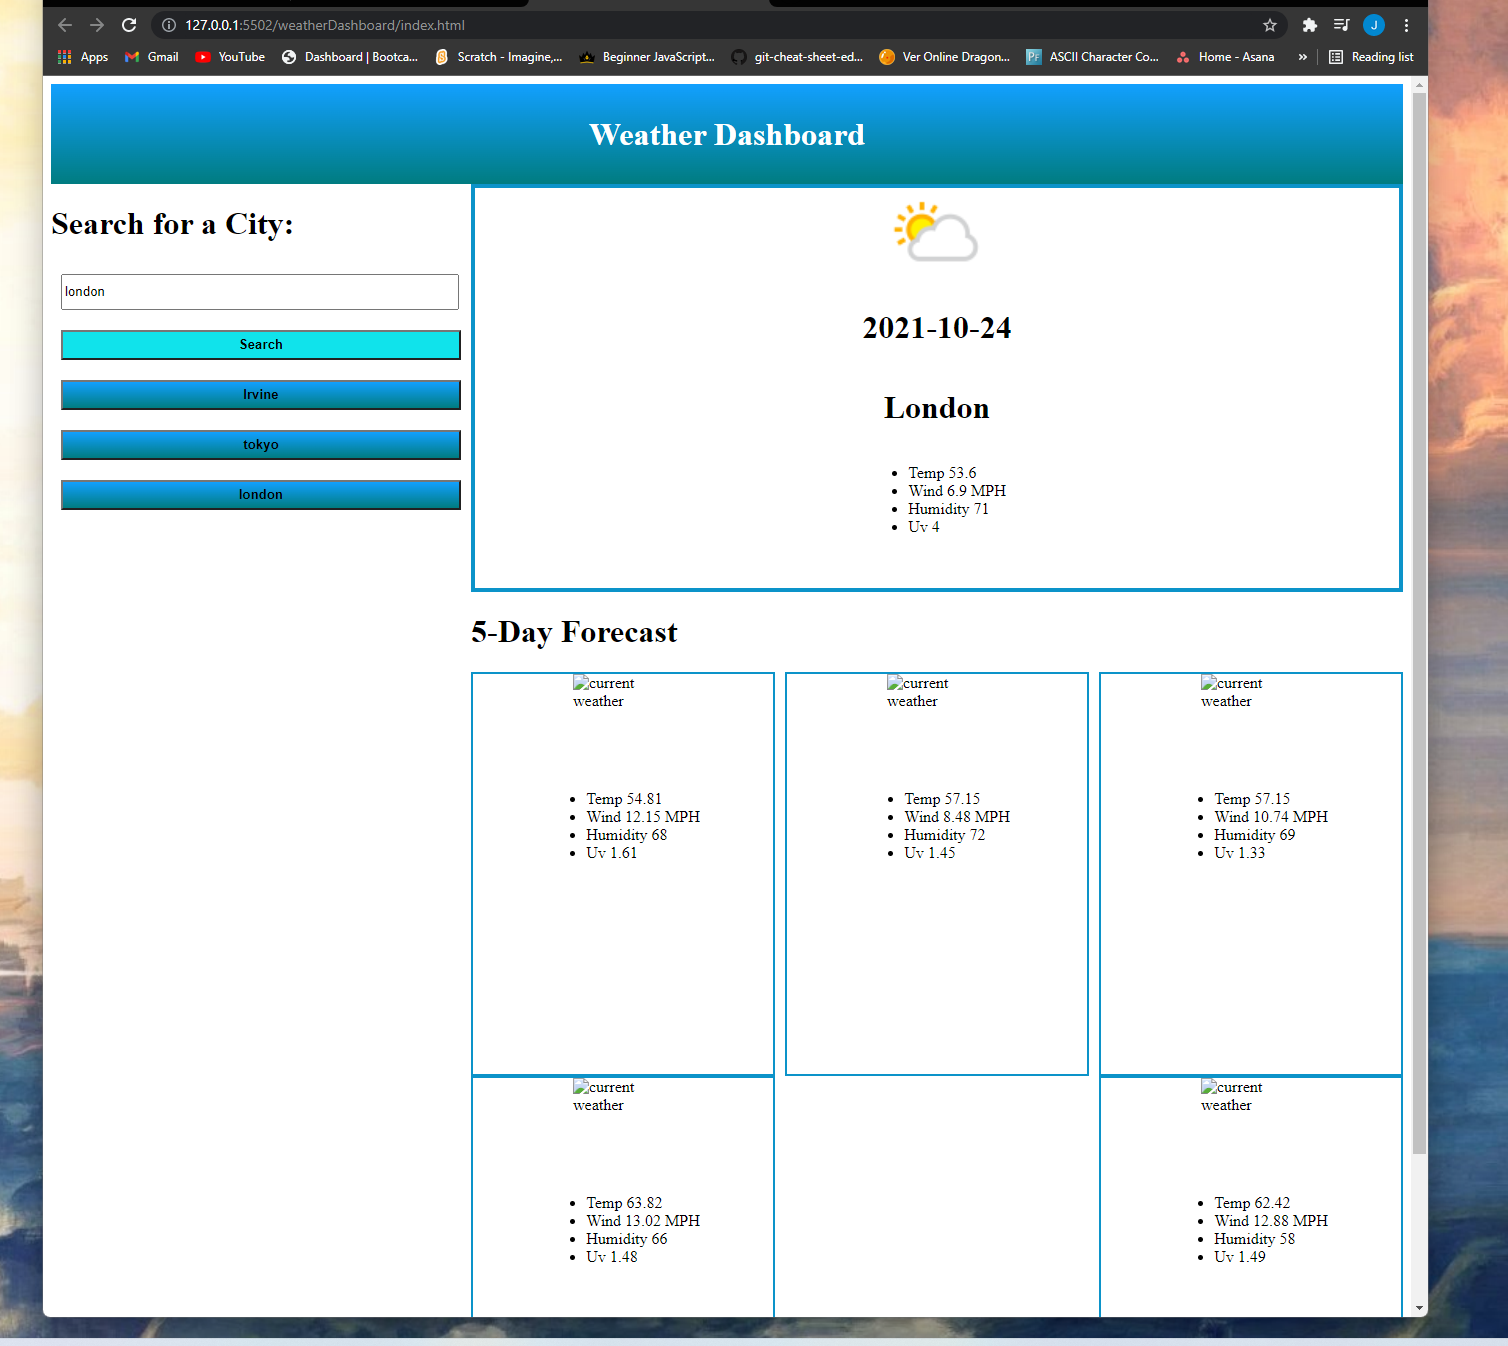 127.0.0.1:5502/weatherDashboard/index.html
J
Apps Gmail YouTube Dashboard | Bootca... Scratch - Imagine,... Beginner JavaScript... git-cheat-sheet-ed... Ver Online Dragon... PF ASCII Character Co... Home - Asana » Reading list
Weather Dashboard
Search for a City:
london
Search
Irvine
tokyo
london
2021-10-24
London
Temp 53.6
Wind 6.9 MPH
Humidity 71
Uv 4
5-Day Forecast
current
weather
Temp 54.81
Wind 12.15 MPH
Humidity 68
Uv 1.61
current
weather
Temp 57.15
Wind 8.48 MPH
Humidity 72
Uv 1.45
current
weather
Temp 57.15
Wind 10.74 MPH
Humidity 69
Uv 1.33
current
weather
Temp 63.82
Wind 13.02 MPH
Humidity 66
Uv 1.48
current
weather
Temp 62.42
Wind 12.88 MPH
Humidity 58
Uv 1.49